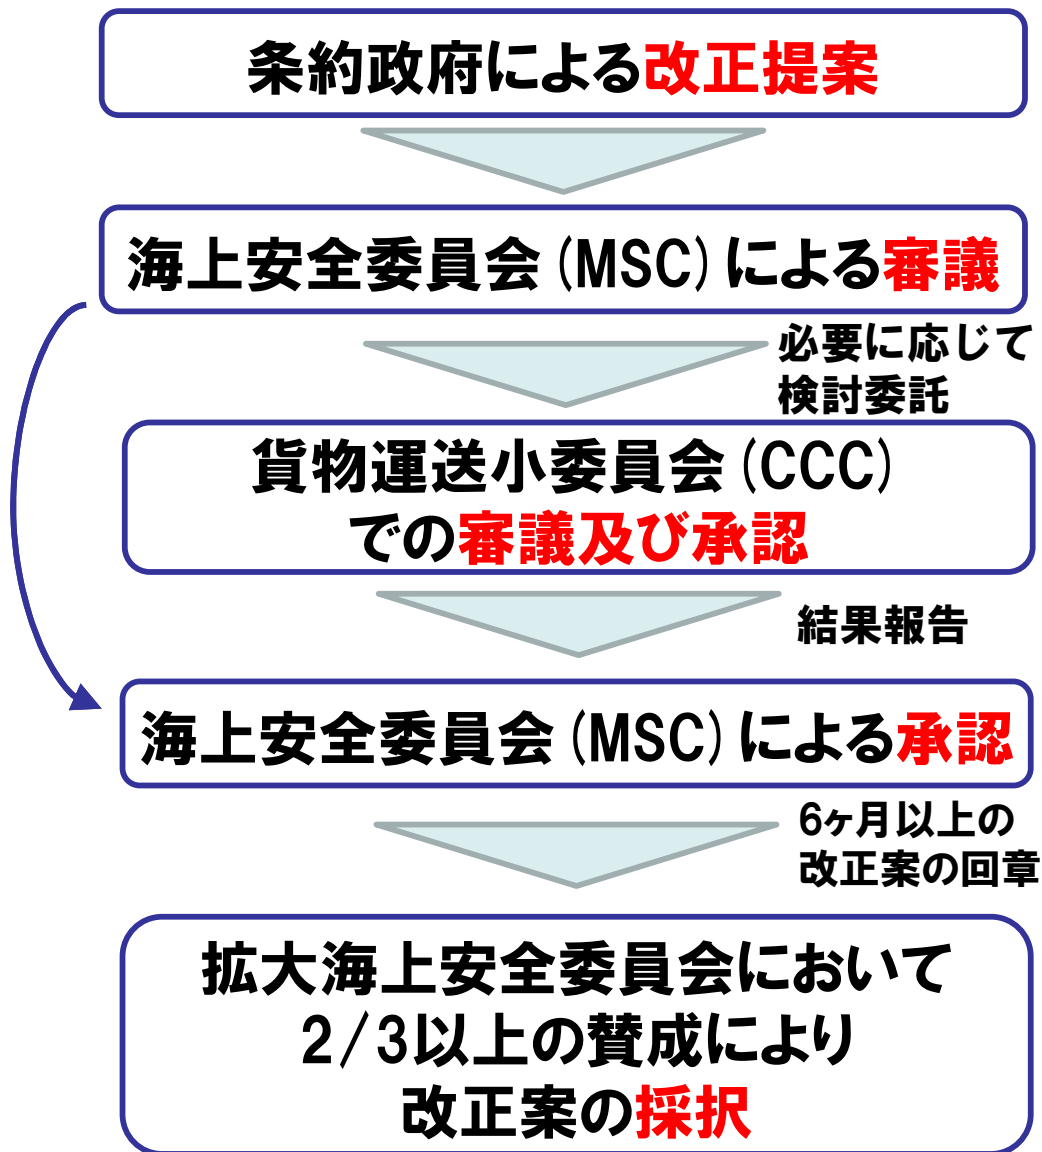 条約政府による改正提案
海上安全委員会(MSC)による審議
必要に応じて
検討委託
貨物運送小委員会(CCC)
での審議及び承認
結果報告
海上安全委員会(MSC)による承認
6ヶ月以上の
改正案の回章
拡大海上安全委員会において
2/3以上の賛成により
改正案の採択